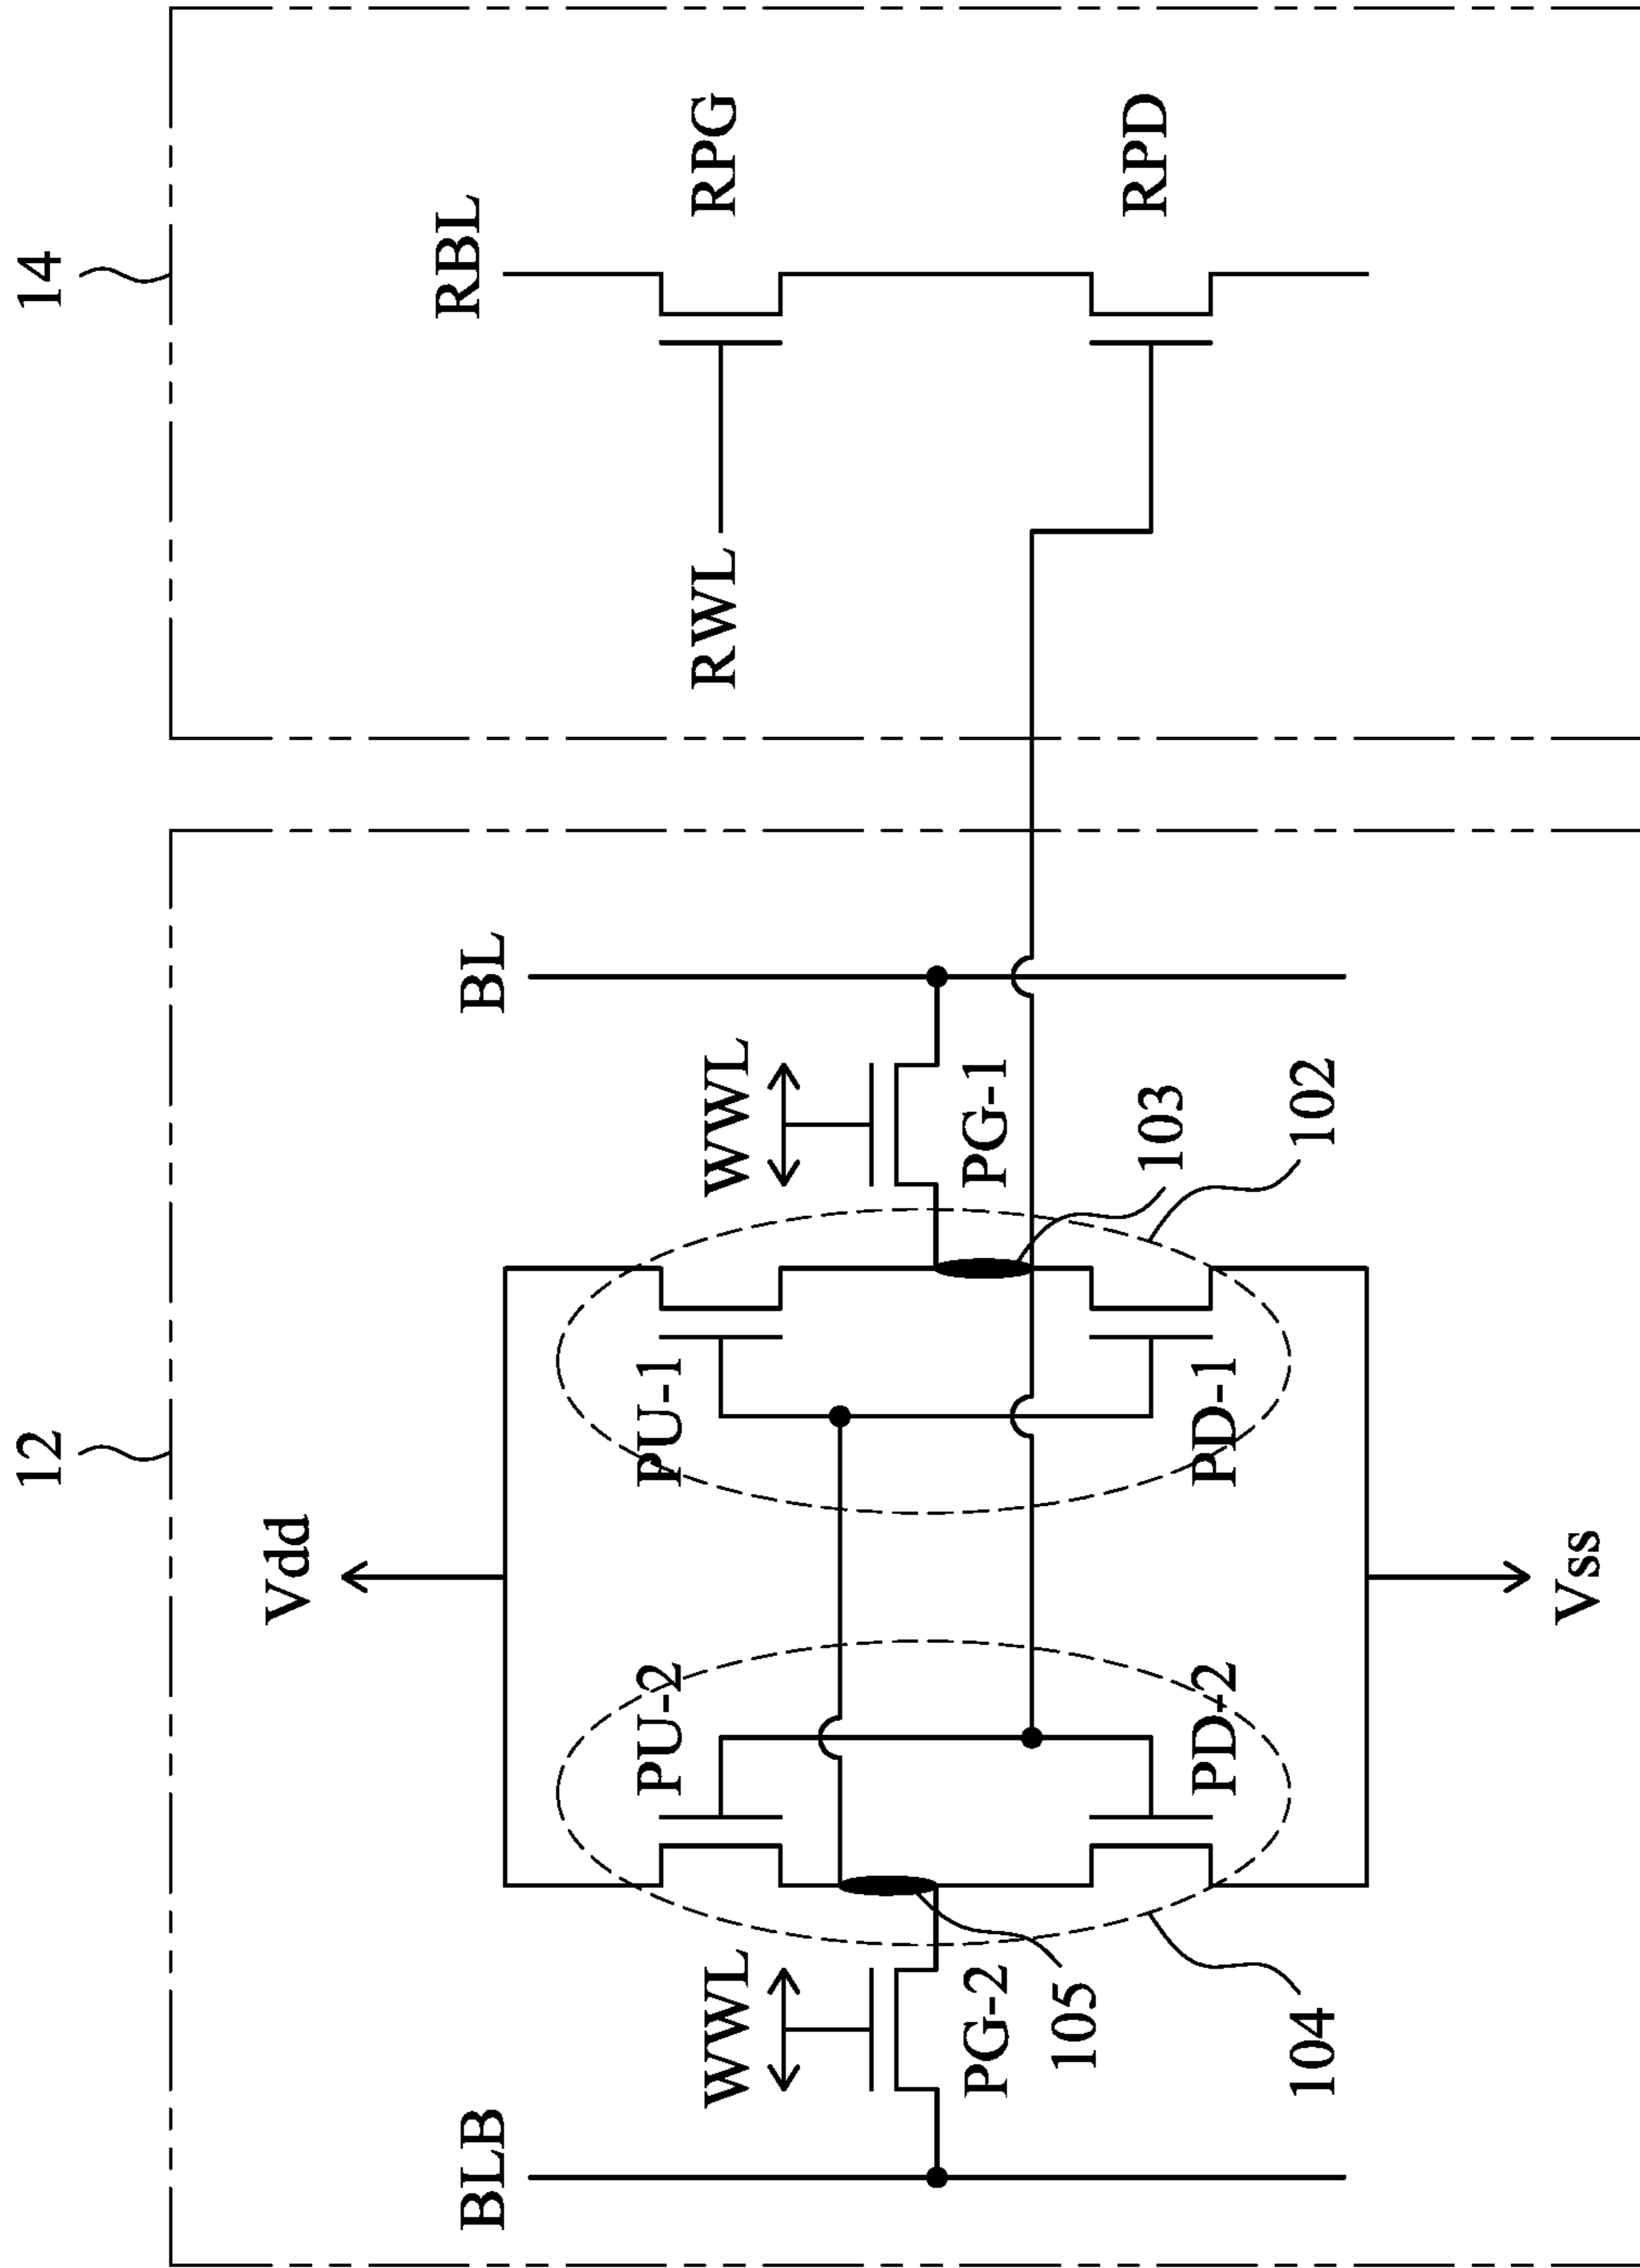 12
14
Vdd
BLB
BL
RBL
WWL
PU-2
PU-1
WWL
RWL
RPG
PG-2
PG-1
105
103
PD-2
PD-1
RPD
104
102
Vss